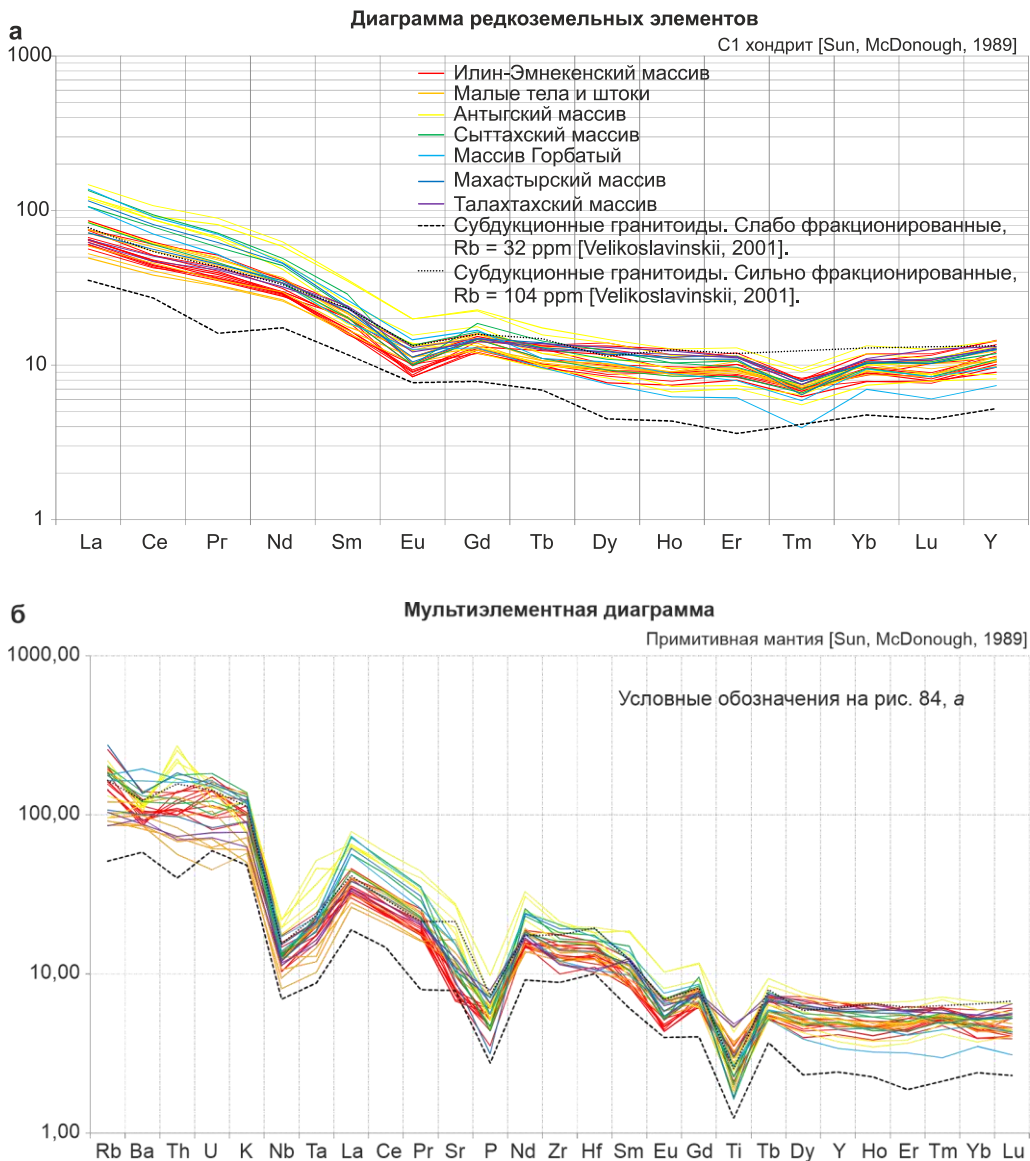 Диаграмма редкоземельных элементов
а
С1 хондрит [Sun, McDonough, 1989]
1000
100
10
1
Илин-Эмнекенский массив
Малые тела и штоки
Антыгский массив
Сыттахский массив
Массив Горбатый
Махастырский массив
Талахтахский массив
Субдукционные гранитоиды. Слабо фракционированные,
Rb = 32 ppm [Velikoslavinskii, 2001].
Субдукционные гранитоиды. Сильно фракционированные,
Rb = 104 ppm [Velikoslavinskii, 2001].
La Ce Pr Nd Sm Eu Gd Tb Dy Ho Er Tm Yb Lu Y
б
Мультиэлементная диаграмма
Примитивная мантия [Sun, McDonough, 1989]
1000,00
100,00
10,00
1,00
Условные обозначения на рис. 84, а
Rb Ba Th U K Nb Ta La Ce Pr Sr P Nd Zr Hf Sm Eu Gd Ti Tb Dy Y Ho Er Tm Yb Lu